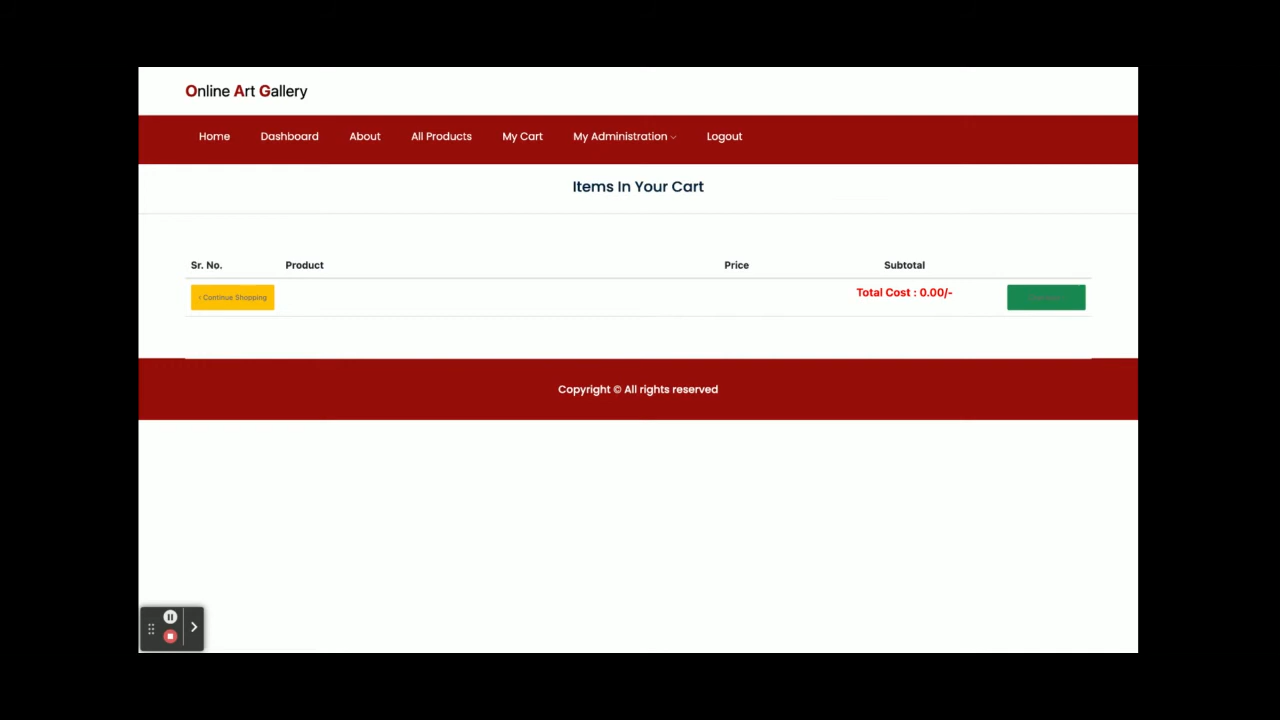 Online Art Gallery
Home Dashboard About All Products My Cart My Administration Logout
Items In Your Cart
Sr. No. Product Price Subtotal
‹ Continue Shopping Total Cost : 0.00/-
Copyright © All rights reserved